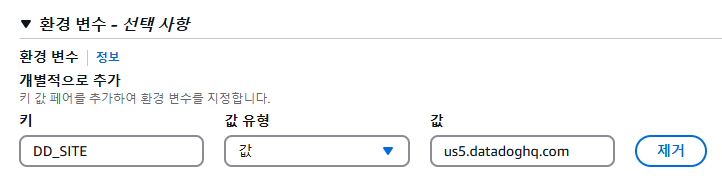 ▼ 환경 변수 - 선택 사항
환경 변수 | 정보
개별적으로 추가
키 값 페어를 추가하여 환경 변수를 지정합니다.
키 값 유형 값
DD_SITE 값 us5.datadoghq.com 제거